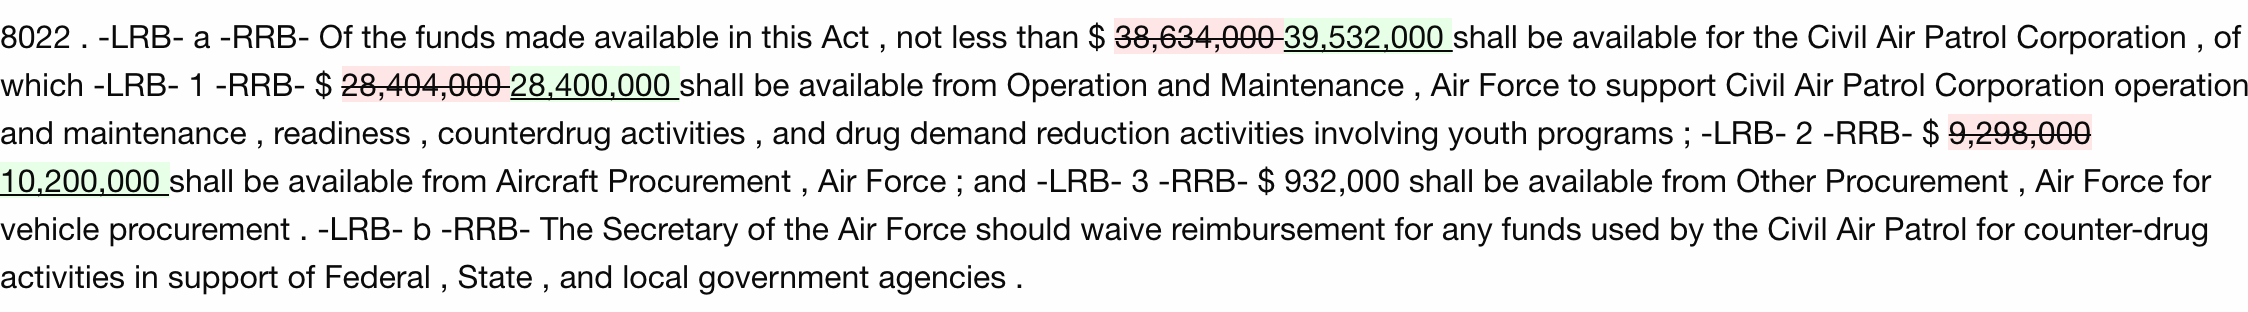 8022 . -LRB- a -RRB- Of the funds made available in this Act , not less than $ 38,634,000 39,532,000 shall be available for the Civil Air Patrol Corporation , of
which -LRB- 1 -RRB- $ 28,404,000 28,400,000 shall be available from Operation and Maintenance , Air Force to support Civil Air Patrol Corporation operation
and maintenance , readiness , counterdrug activities , and drug demand reduction activities involving youth programs ; -LRB- 2 -RRB- $ 9,298,000
10,200,000 shall be available from Aircraft Procurement , Air Force ; and -LRB- 3 -RRB- $ 932,000 shall be available from Other Procurement , Air Force for
vehicle procurement . -LRB- b -RRB- The Secretary of the Air Force should waive reimbursement for any funds used by the Civil Air Patrol for counter-drug
activities in support of Federal , State , and local government agencies .